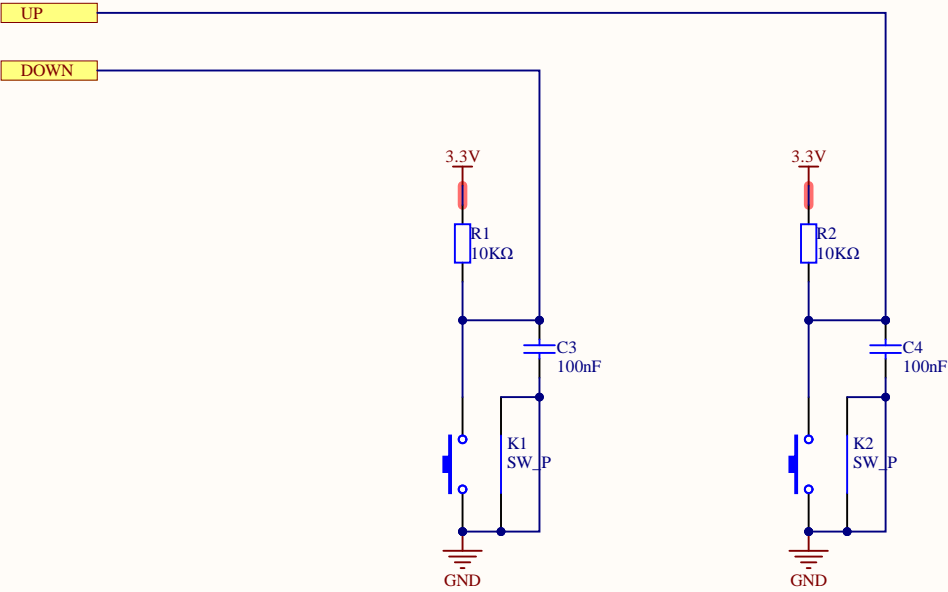 UP
DOWN
3.3V
3.3V
R1
10KΩ
R2
10KΩ
C3
100nF
C4
100nF
K1
SW_P
K2
SW_P
GND
GND